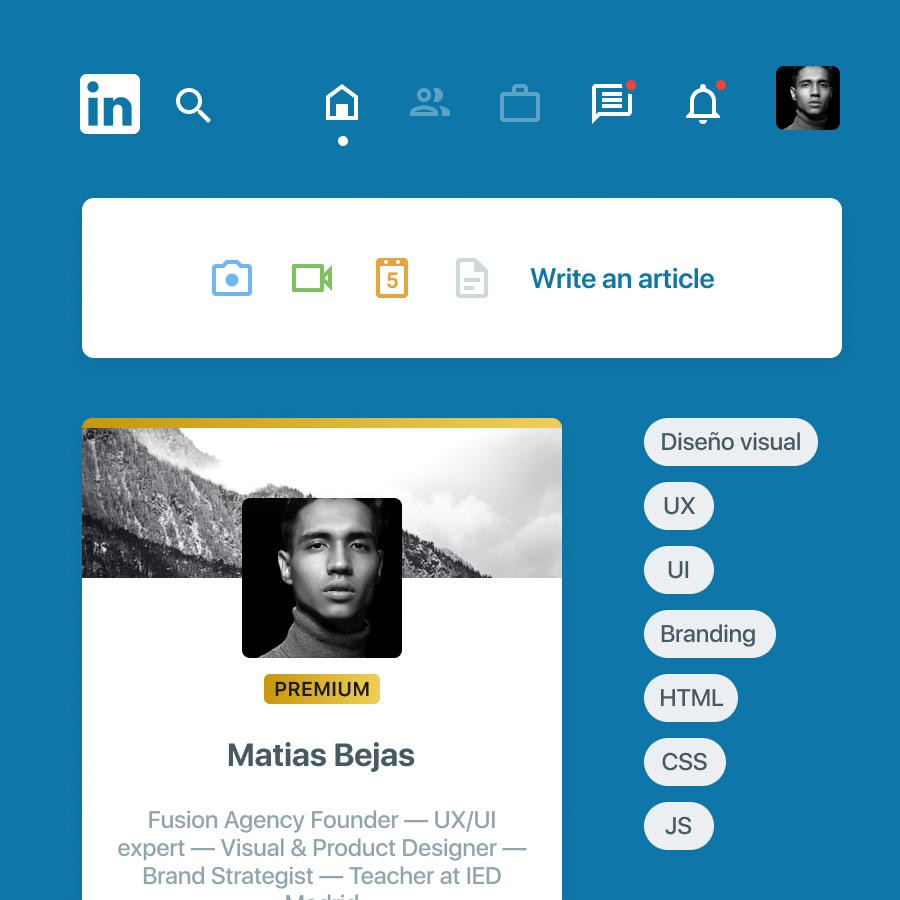 in
5
Write an article
Diseño visual
UX
UI
Branding
HTML
CSS
JS
PREMIUM
Matias Bejas
Fusion Agency Founder — UX/UI
expert — Visual & Product Designer —
Brand Strategist — Teacher at IED
Madrid